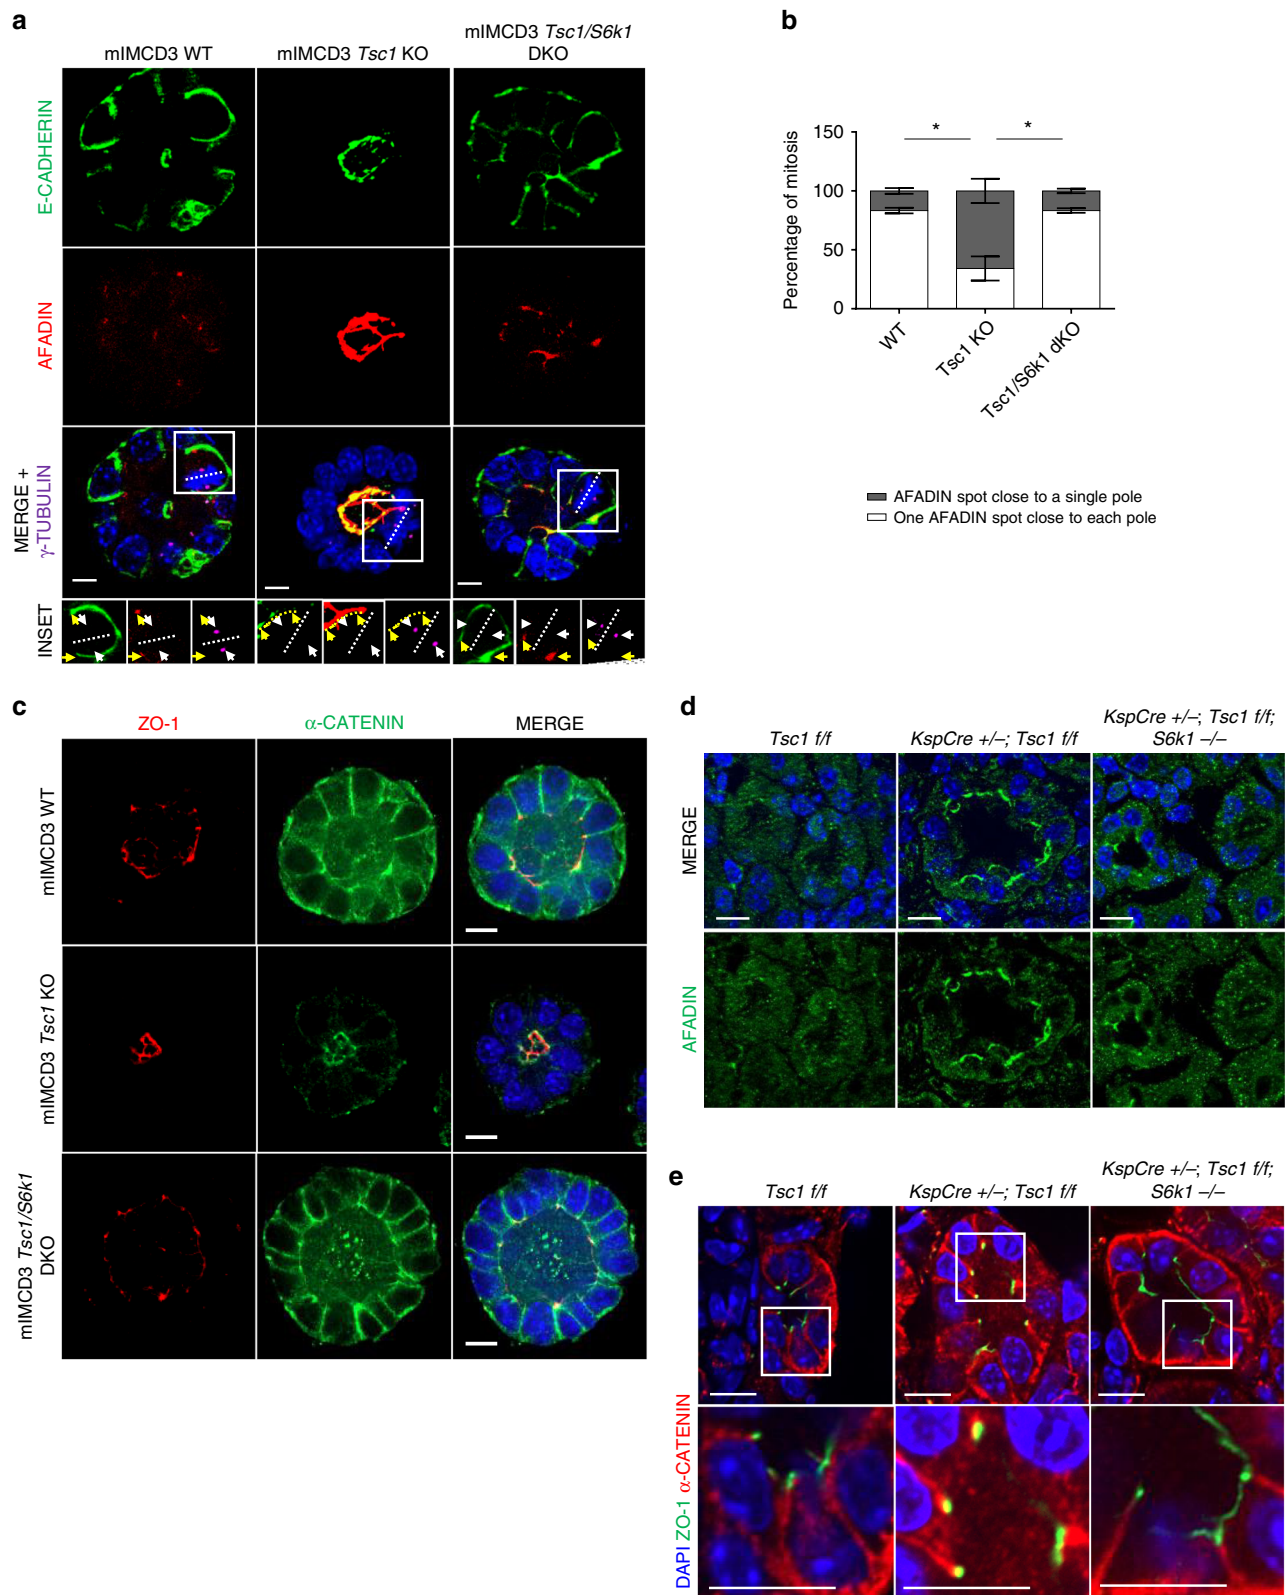 a
mIMCD3 WT
mIMCD3 Tsc1 KO
mIMCD3 Tsc1/S6k1
DKO
E-CADHERIN
AFADIN
MERGE +
γ-TUBULIN
INSET
b
Percentage of mitosis
150
100
50
0
*
*
WT
Tsc1 KO
Tsc1/S6k1 dKO
AFADIN spot close to a single pole
One AFADIN spot close to each pole
c
ZO-1
α-CATENIN
MERGE
mIMCD3 WT
mIMCD3 Tsc1 KO
mIMCD3 Tsc1/S6k1
DKO
d
Tsc1 f/f
KspCre +/–; Tsc1 f/f
KspCre +/–; Tsc1 f/f;
S6k1 –/–
MERGE
AFADIN
e
Tsc1 f/f
KspCre +/–; Tsc1 f/f
KspCre +/–; Tsc1 f/f;
S6k1 –/–
DAPI ZO-1 α-CATENIN